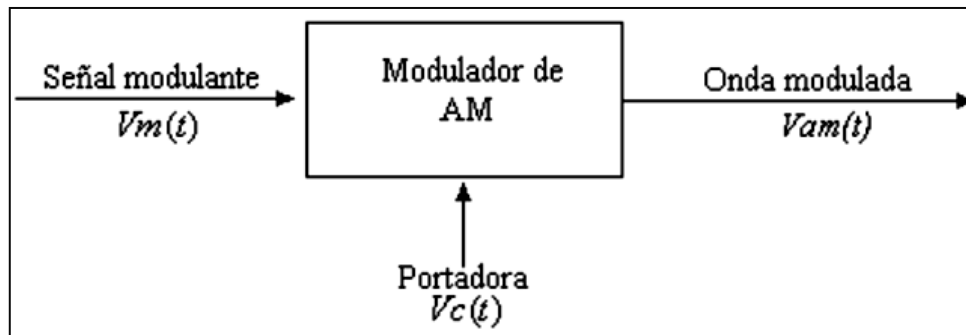 Señal modulante
Vm(t)
Modulador de
AM
Onda modulada
Vam(t)
Portadora
Vc(t)